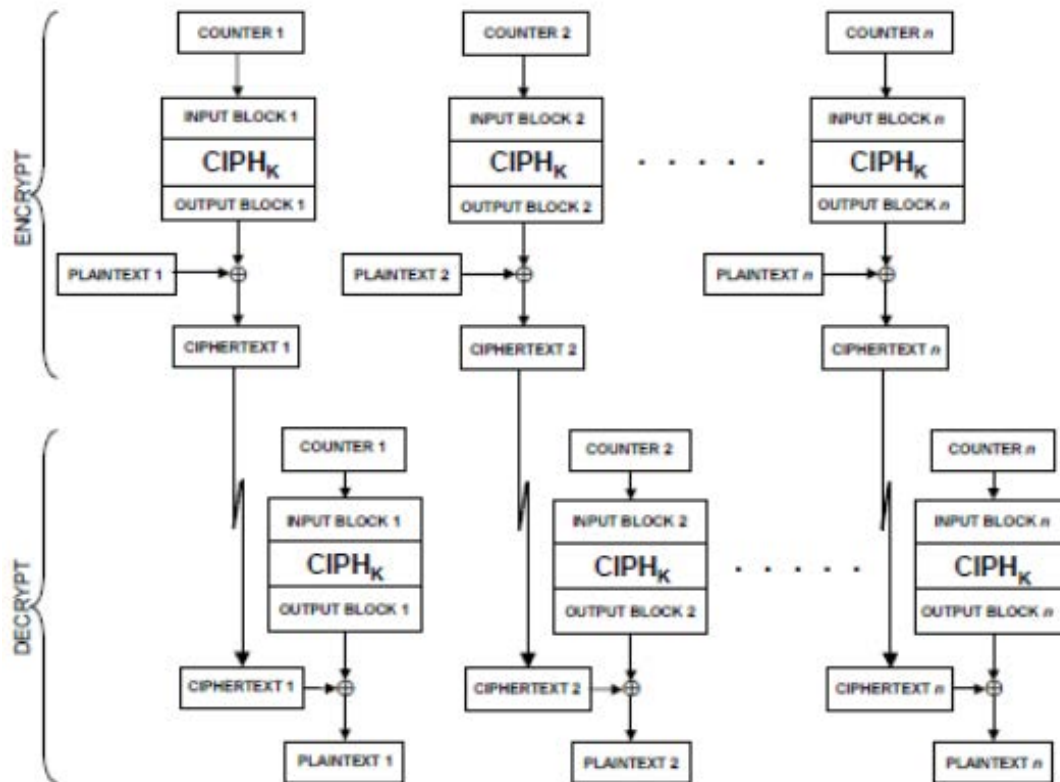 COUNTER 1 COUNTER 2 COUNTER n
INPUT BLOCK 1 INPUT BLOCK 2 INPUT BLOCK n
CIPHK CIPHK CIPHK
OUTPUT BLOCK 1 OUTPUT BLOCK 2 OUTPUT BLOCK n
PLAINTEXT 1 PLAINTEXT 2 PLAINTEXT n
CIPHERTEXT 1 CIPHERTEXT 2 CIPHERTEXT n
ENCRYPT
COUNTER 1 COUNTER 2 COUNTER n
INPUT BLOCK 1 INPUT BLOCK 2 INPUT BLOCK n
CIPHK CIPHK CIPHK
OUTPUT BLOCK 1 OUTPUT BLOCK 2 OUTPUT BLOCK n
CIPHERTEXT 1 CIPHERTEXT 2 CIPHERTEXT n
PLAINTEXT 1 PLAINTEXT 2 PLAINTEXT n
DECRYPT